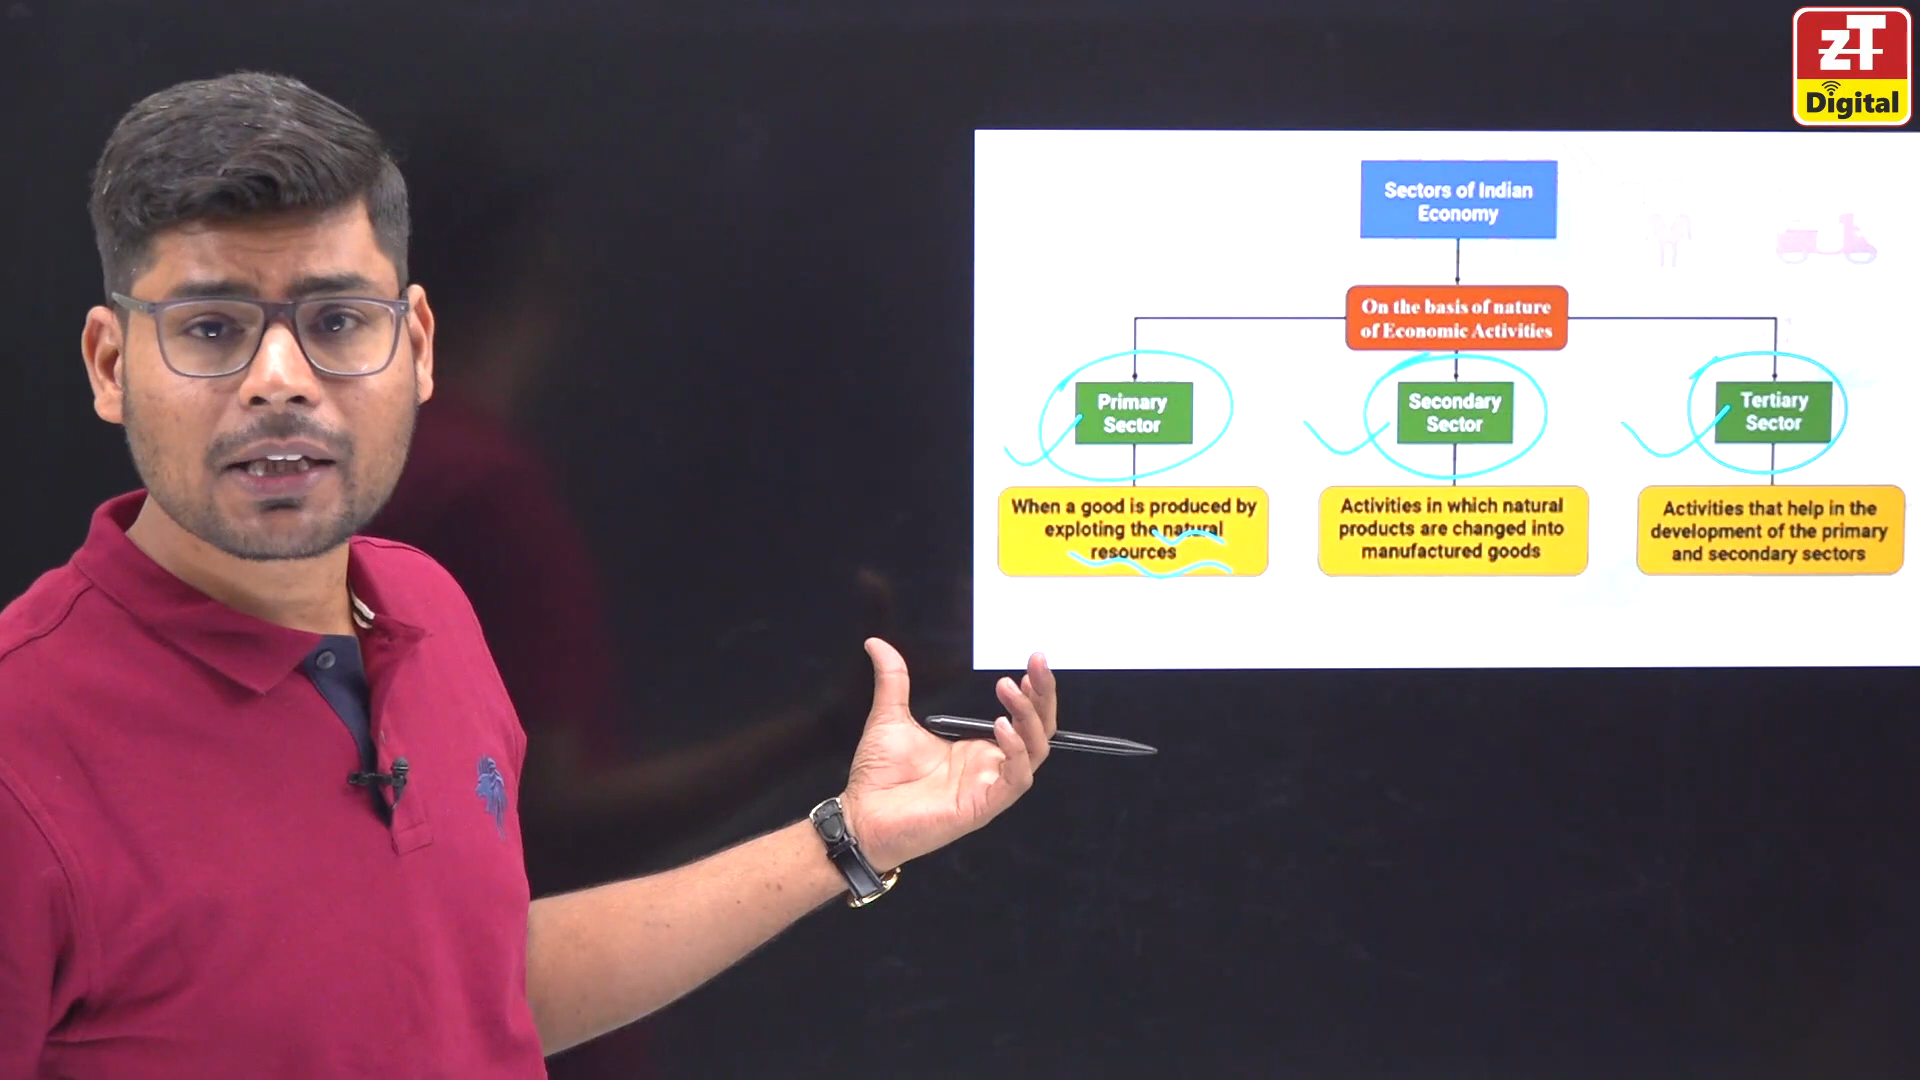 zT
Digital
Sectors of Indian
Economy
On the basis of nature
of Economic Activities
Primary
Sector
Secondary
Sector
Tertiary
Sector
When a good is produced by
exploting the natural
resources
Activities in which natural
products are changed into
manufactured goods
Activities that help in the
development of the primary
and secondary sectors